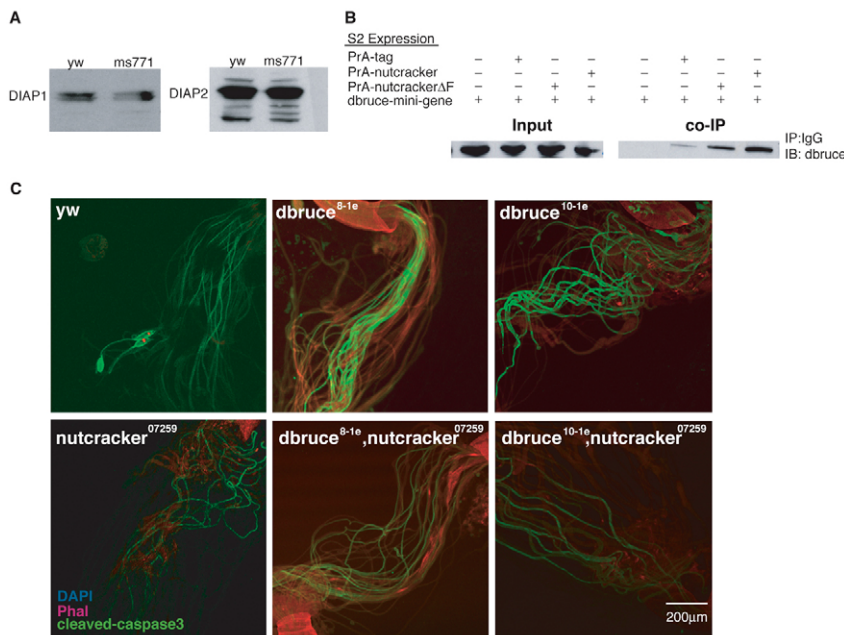 A
yw ms771
DIAP1
yw ms771
DIAP2
B
S2 Expression
PrA-tag – + – – – + – –
PrA-nutcracker – – – + – – – +
PrA-nutcrackerΔF – – + – – – + –
dbruce-mini-gene + + + + + + + +
Input co-IP
IP:IgG
IB: dbruce
C
yw
dbruce8-1e
dbruce10-1e
nutcracker07259
dbruce8-1e,nutcracker07259
dbruce10-1e,nutcracker07259
DAPI
Phal
cleaved-caspase3
200μm